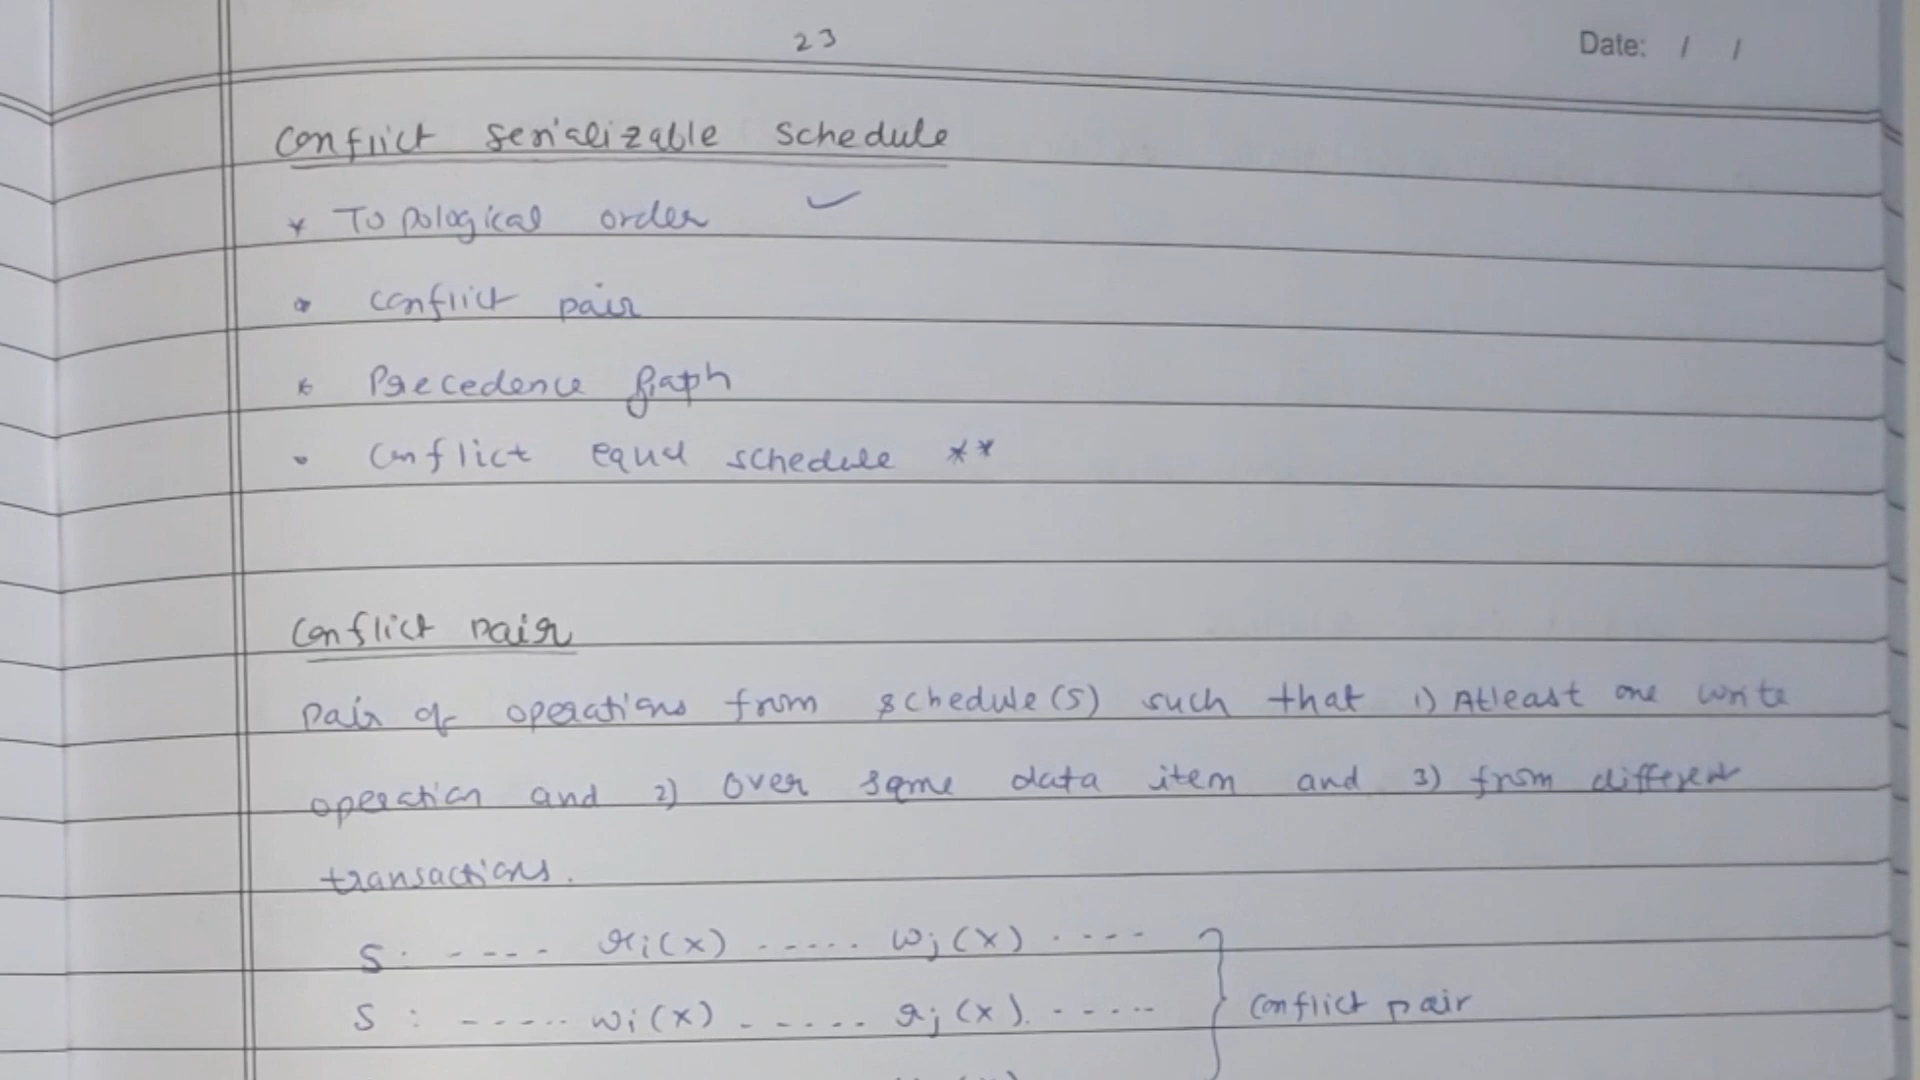 23
Date: / /
Conflict serializable schedule
* Topological order ✓
• conflict pair
* Precedence graph
• Conflict equal schedule **
Conflict pair
pair of operations from schedule (S) such that 1) Atleast one write
operation and 2) over same data item and 3) from different
transactions.
S : ----- ri(x) ..... wj(x) ....
S : ----- wi(x) ----- rj(x) ..... conflict pair